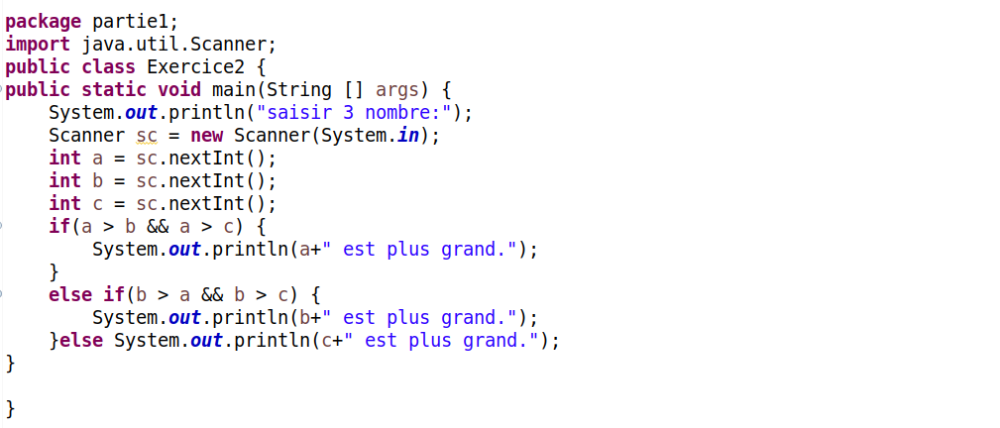 package partie1;
import java.util.Scanner;
public class Exercice2 {
public static void main(String [] args) {
    System.out.println("saisir 3 nombre:");
    Scanner sc = new Scanner(System.in);
    int a = sc.nextInt();
    int b = sc.nextInt();
    int c = sc.nextInt();
    if(a > b && a > c) {
        System.out.println(a+" est plus grand.");
    }
    else if(b > a && b > c) {
        System.out.println(b+" est plus grand.");
    }else System.out.println(c+" est plus grand.");
}
}